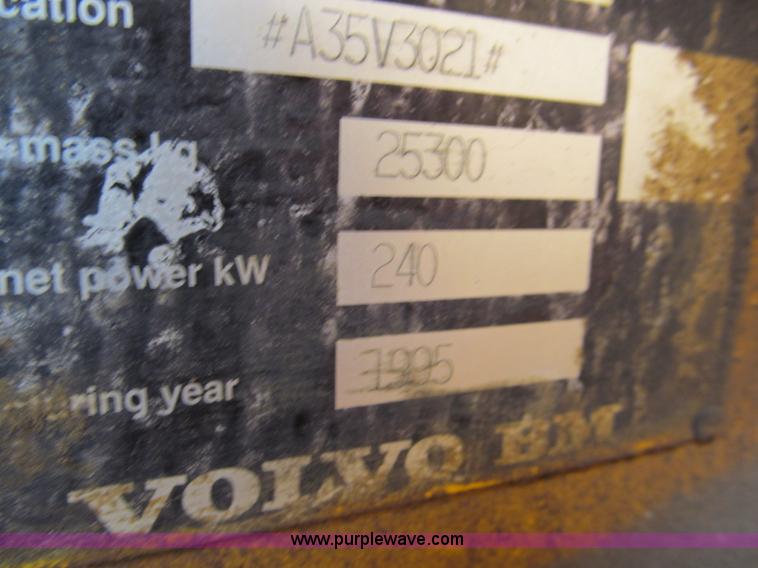 cation #A35V3021#
mass kg 25300
net power kW 240
ring year 1995
VOLVO BM
www.purplewave.com